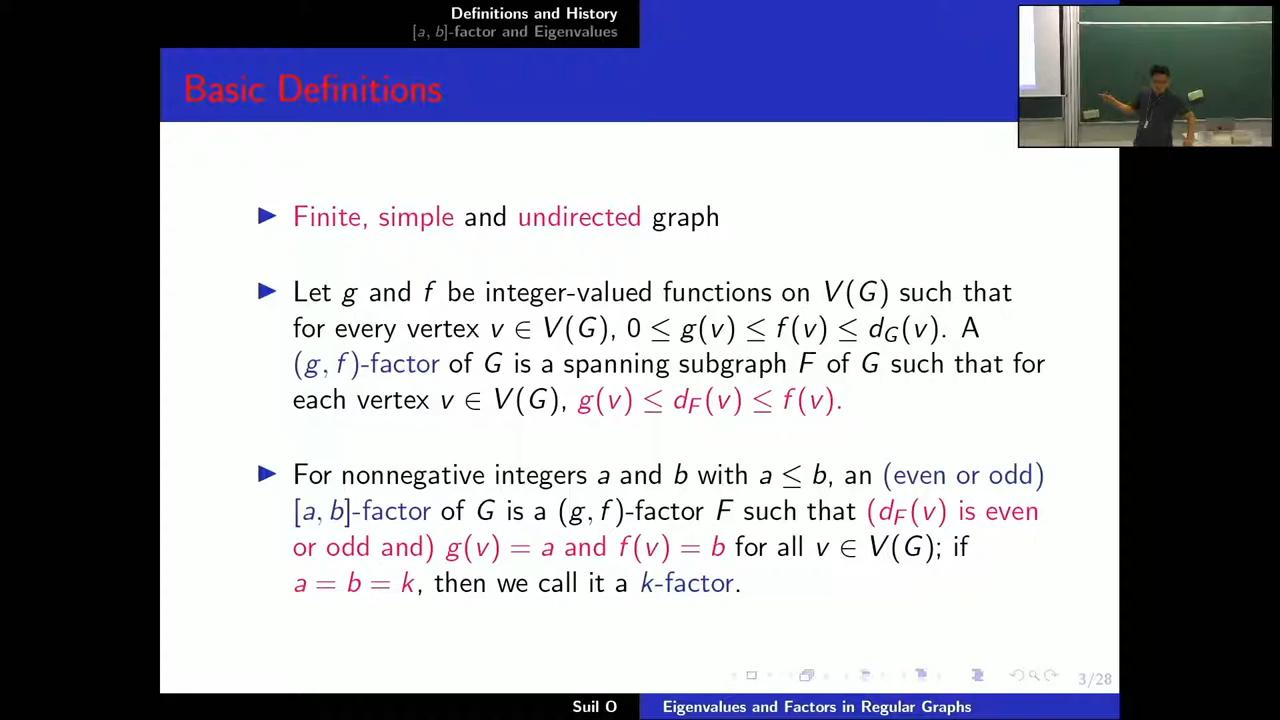 Definitions and History
[a, b]-factor and Eigenvalues
Basic Definitions
Finite, simple and undirected graph
Let g and f be integer-valued functions on V(G) such that
for every vertex v ∈ V(G), 0 ≤ g(v) ≤ f(v) ≤ d_G(v). A
(g, f)-factor of G is a spanning subgraph F of G such that for
each vertex v ∈ V(G), g(v) ≤ d_F(v) ≤ f(v).
For nonnegative integers a and b with a ≤ b, an (even or odd)
[a, b]-factor of G is a (g, f)-factor F such that (d_F(v) is even
or odd and) g(v) = a and f(v) = b for all v ∈ V(G); if
a = b = k, then we call it a k-factor.
3/28
Suil O
Eigenvalues and Factors in Regular Graphs